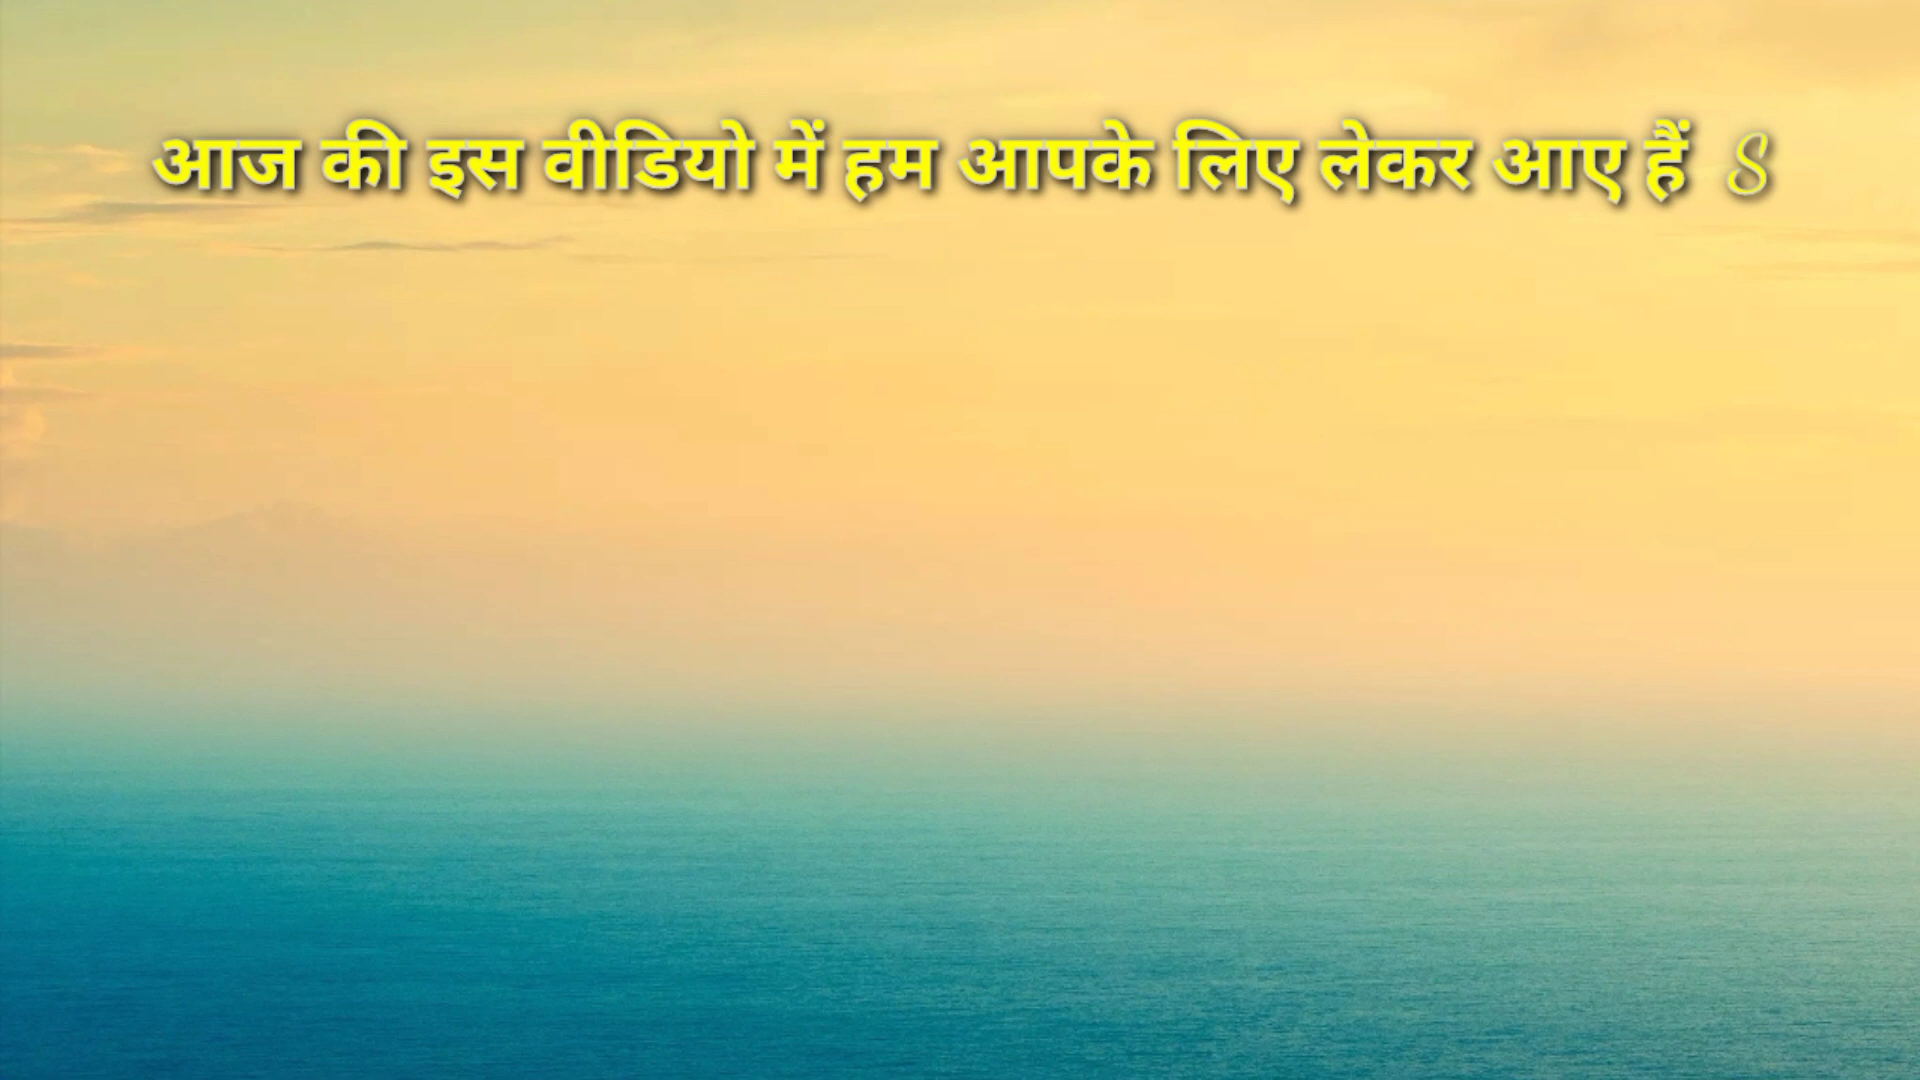 आज की इस वीडियो में हम आपके लिए लेकर आए हैं S